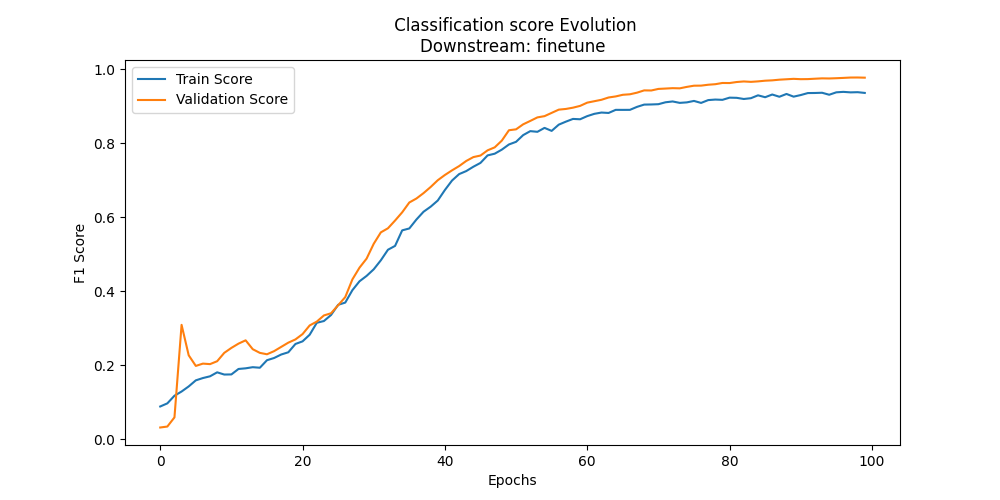 Classification score Evolution
Downstream: finetune
Train Score
Validation Score
1.0
0.8
0.6
0.4
0.2
0.0
F1 Score
0 20 40 60 80 100
Epochs